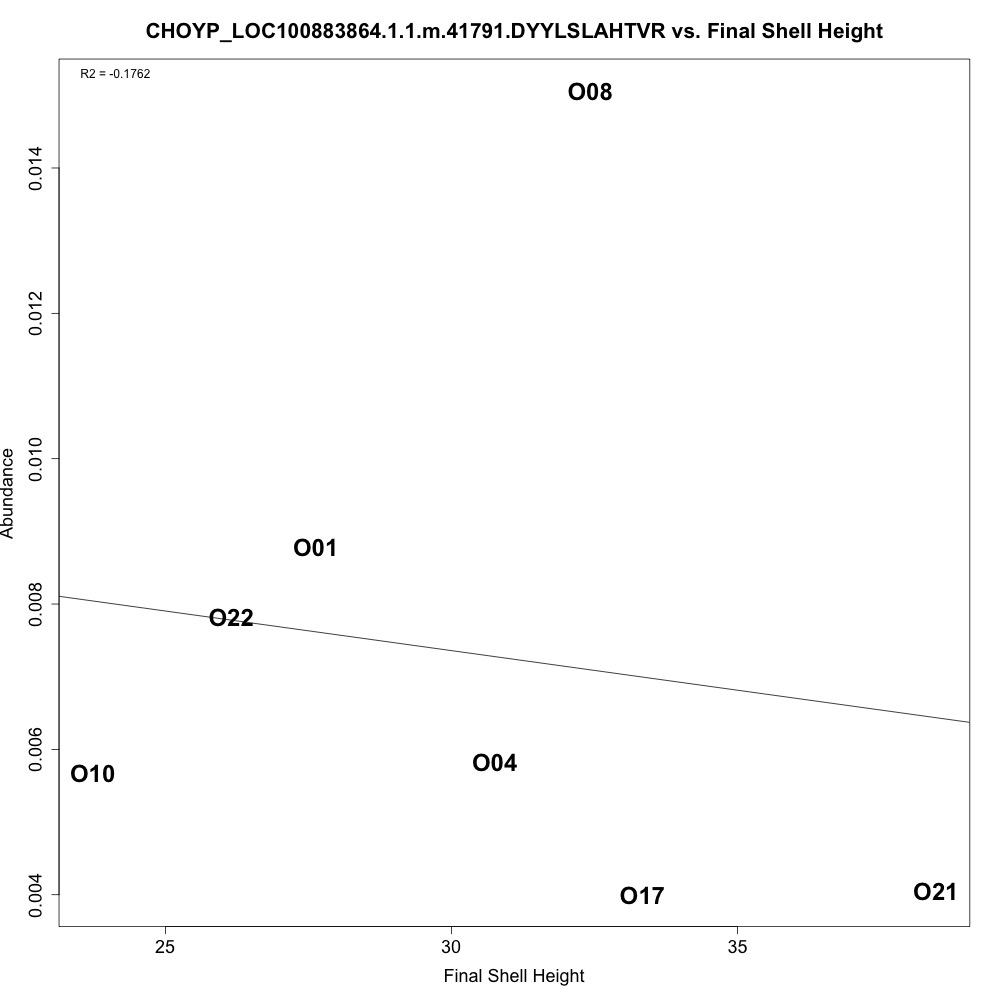 CHOYP_LOC100883864.1.1.m.41791.DYYLSLAHTVR vs. Final Shell Height
R2 = -0.1762
O08
0.014
0.012
0.010
Abundance
O01
0.008
O22
0.006
O04
O10
0.004
O17
O21
25 30 35
Final Shell Height